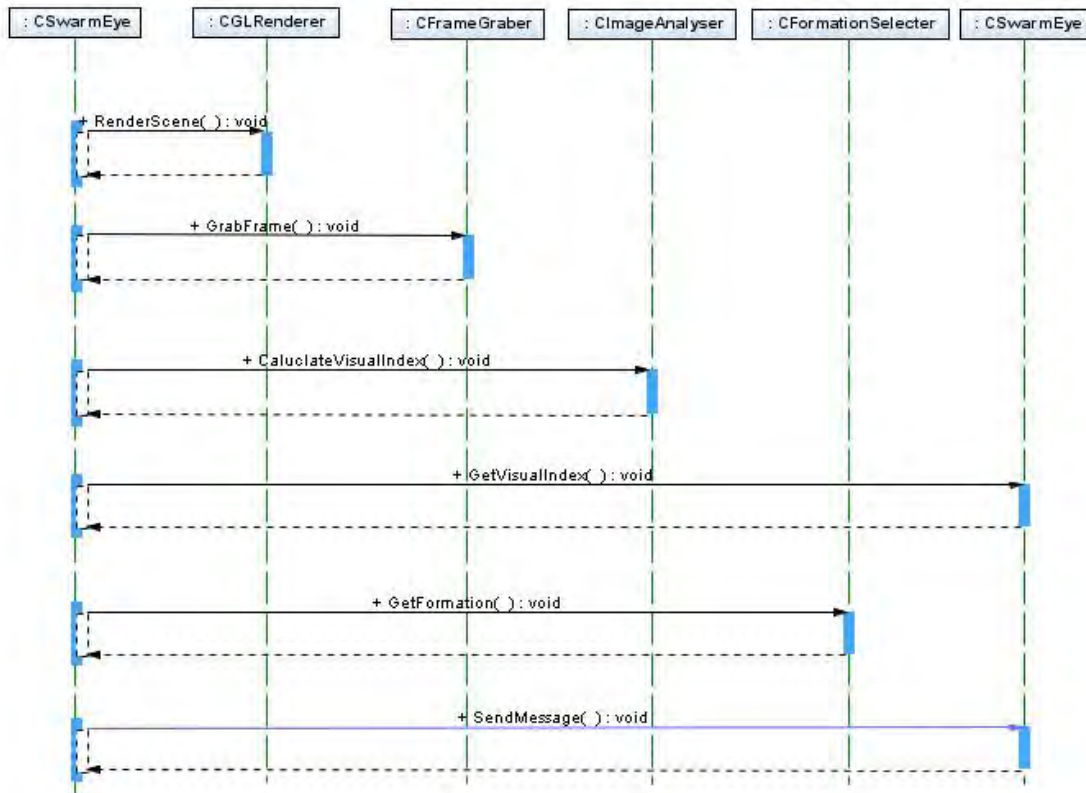 : CSwarmEye
: CGLRenderer
: CFrameGraber
: CImageAnalyser
: CFormationSelecter
: CSwarmEye
+ RenderScene( ) : void
+ GrabFrame( ) : void
+ CaluclateVisualIndex( ) : void
+ GetVisualIndex( ) : void
+ GetFormation( ) : void
+ SendMessage( ) : void